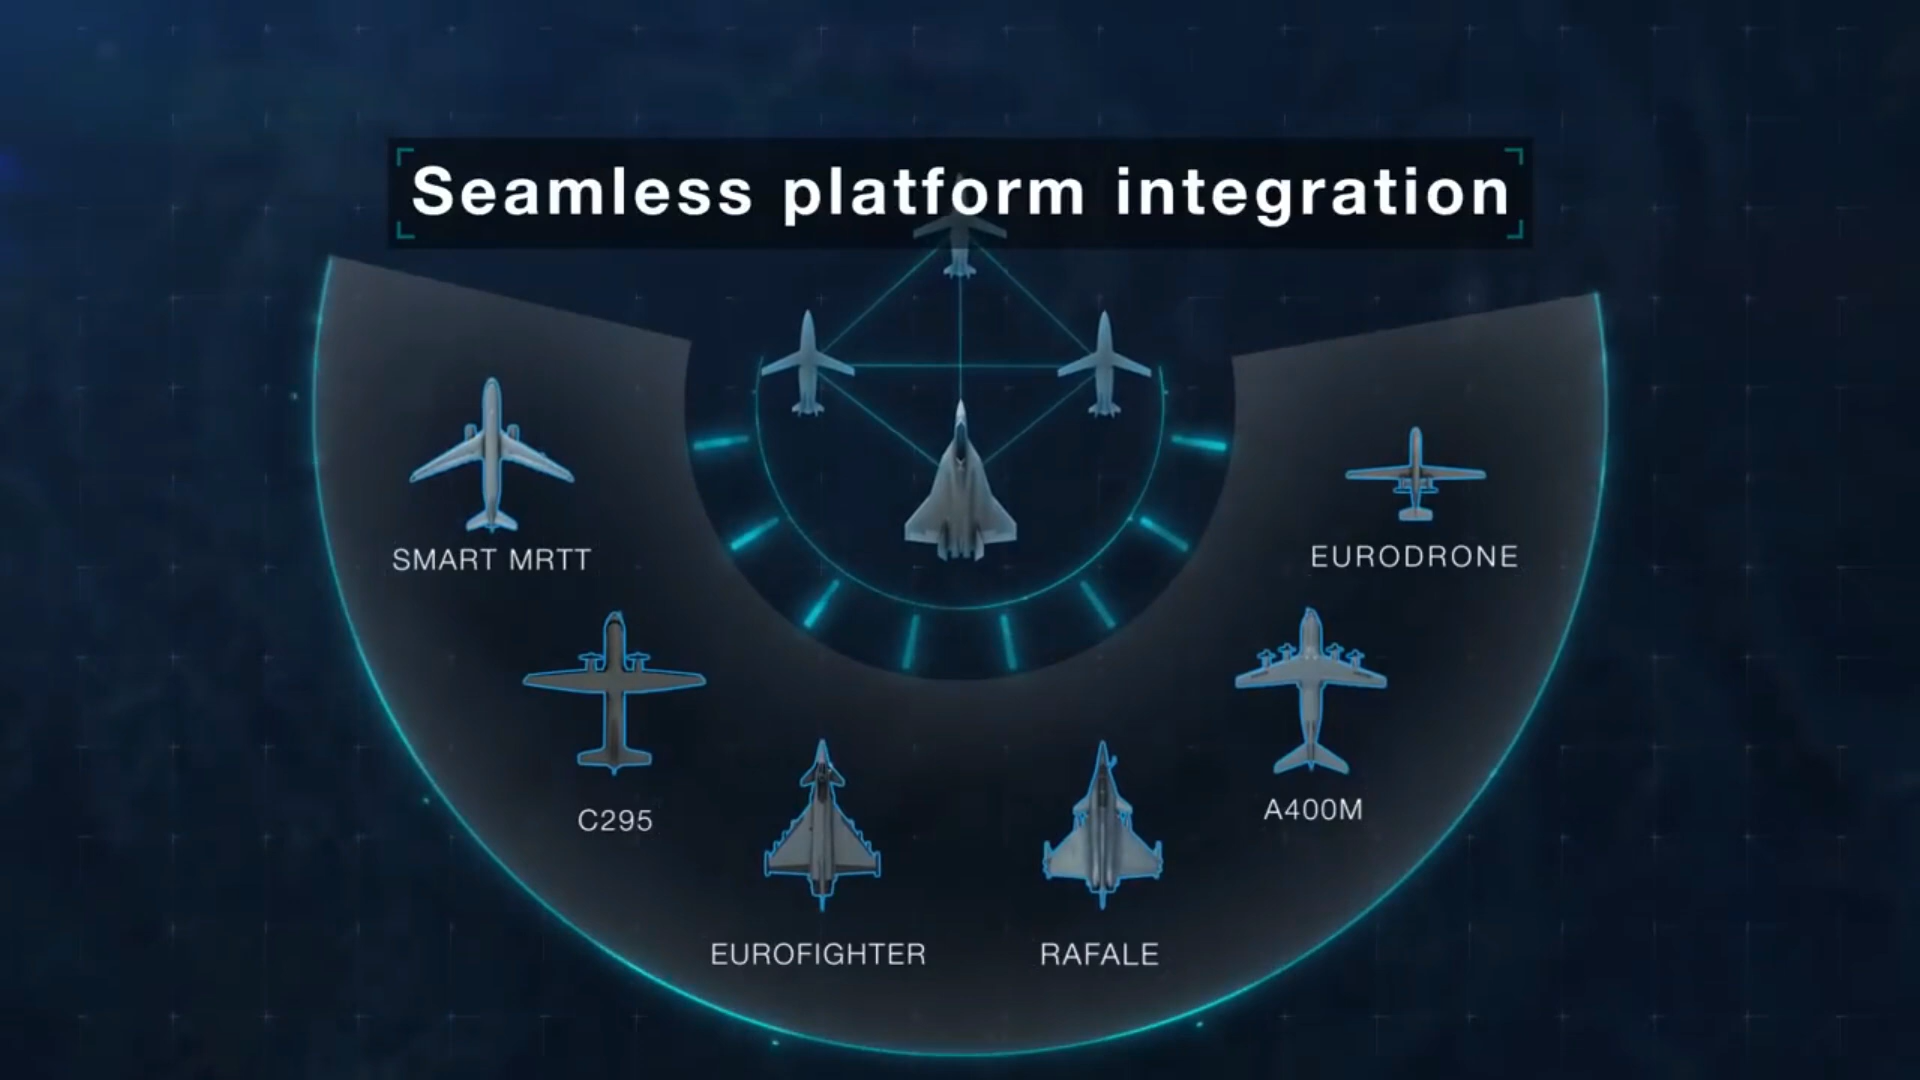 Seamless platform integration
SMART MRTT
EURODRONE
C295
A400M
EUROFIGHTER
RAFALE